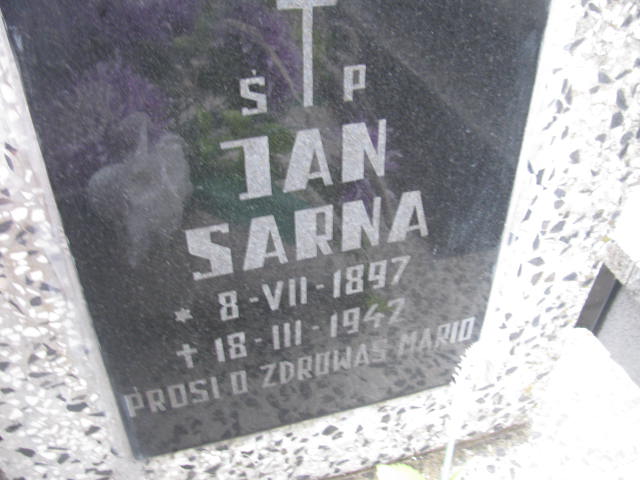 Ś P
JAN
SARNA
* 8-VII-1897
† 18-III-1942
PROSI O ZDROWAŚ MARIO